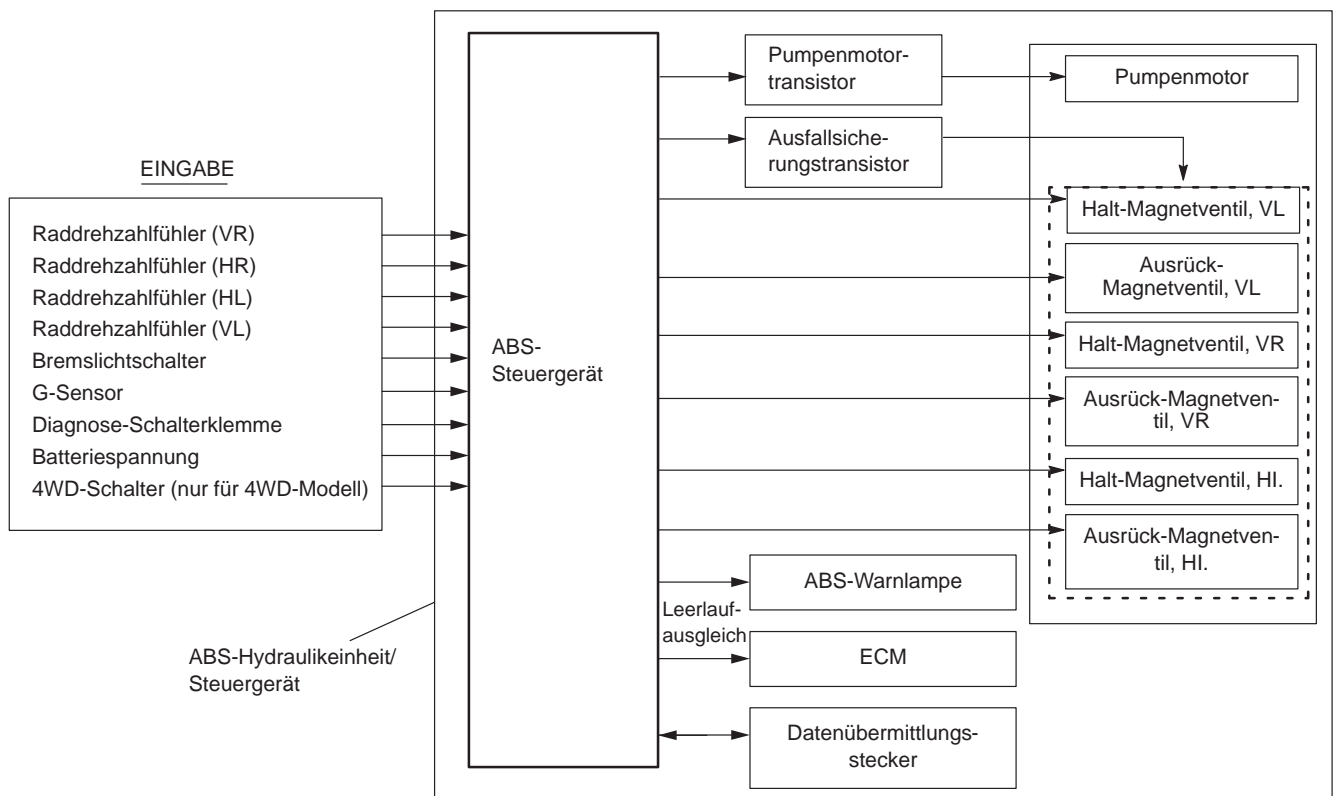 EINGABE
Raddrehzahlfühler (VR)
Raddrehzahlfühler (HR)
Raddrehzahlfühler (HL)
Raddrehzahlfühler (VL)
Bremslichtschalter
G-Sensor
Diagnose-Schalterklemme
Batteriespannung
4WD-Schalter (nur für 4WD-Modell)
ABS-Hydraulikeinheit/
Steuergerät
ABS-
Steuergerät
Pumpenmotor-
transistor
Ausfallsiche-
rungstransistor
Pumpenmotor
Halt-Magnetventil, VL
Ausrück-
Magnetventil, VL
Halt-Magnetventil, VR
Ausrück-Magnetven-
til, VR
Halt-Magnetventil, HI.
Ausrück-Magnetven-
til, HI.
ABS-Warnlampe
Leerlauf-
ausgleich
ECM
Datenübermittlungs-
stecker